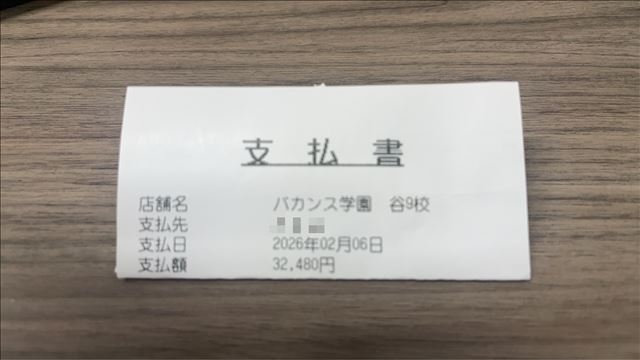 支払書
店舗名 バカンス学園 谷9校
支払先
支払日 2026年02月06日
支払額 32,480円